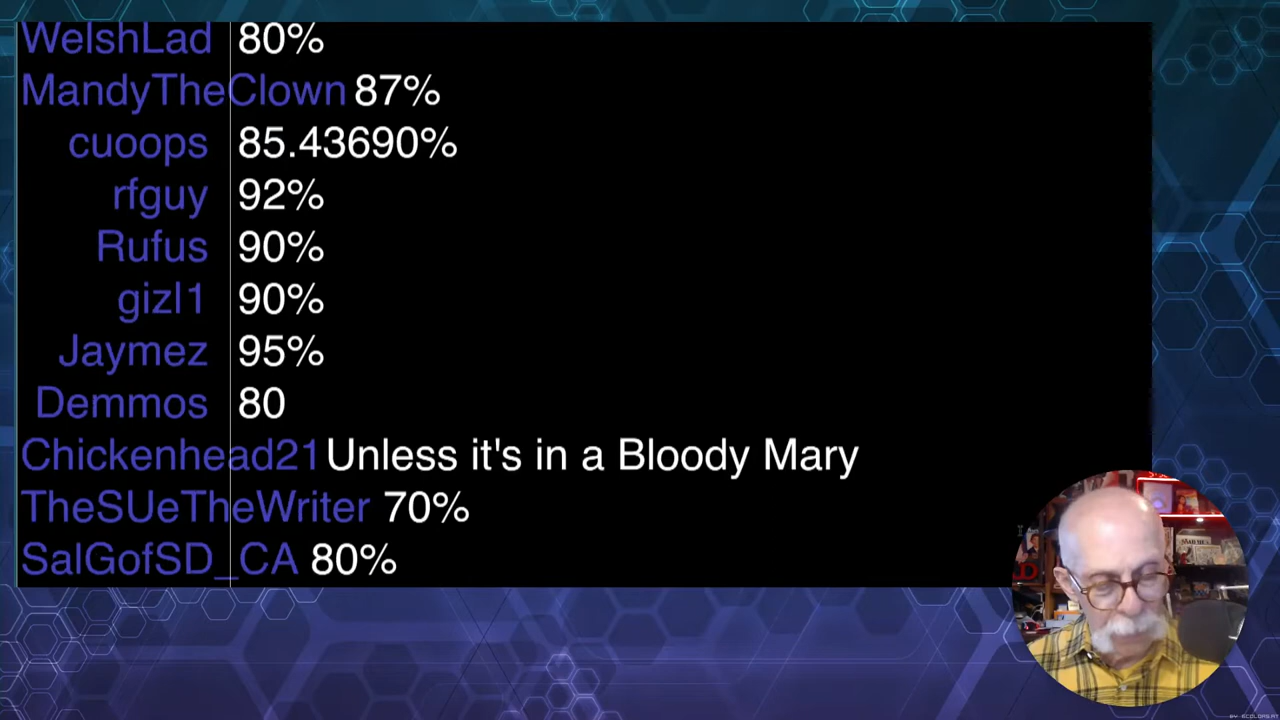 WelshLad 80%
MandyTheClown 87%
cuoops 85.43690%
rfguy 92%
Rufus 90%
gizl1 90%
Jaymez 95%
Demmos 80
Chickenhead21 Unless it's in a Bloody Mary
TheSUeTheWriter 70%
SalGofSD_CA 80%